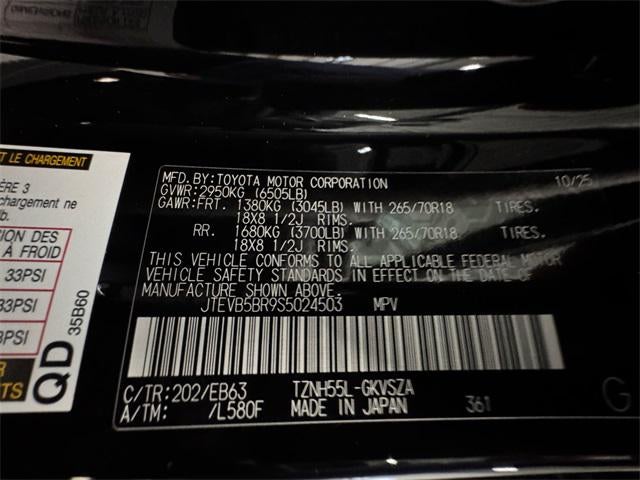 T LE CHARGEMENT
ÈRE 3
chargement ne
b.
ION DES
À FROID
33PSI
33PSI
3PSI
R
NTS
QD
35B60
MFD. BY: TOYOTA MOTOR CORPORATION 10/25
GVWR: 2950KG (6505LB)
GAWR: FRT. 1380KG (3045LB) WITH 265/70R18 TIRES.
18X8 1/2J RIMS.
RR. 1680KG (3700LB) WITH 265/70R18 TIRES.
18X8 1/2J RIMS.
THIS VEHICLE CONFORMS TO ALL APPLICABLE FEDERAL MOTOR
VEHICLE SAFETY STANDARDS IN EFFECT ON THE DATE OF
MANUFACTURE SHOWN ABOVE.
JTEVB5BR9S5024503 MPV
C/TR: 202/EB63 TZNH55L-GKVSZA
A/TM: /L580F MADE IN JAPAN 361
G